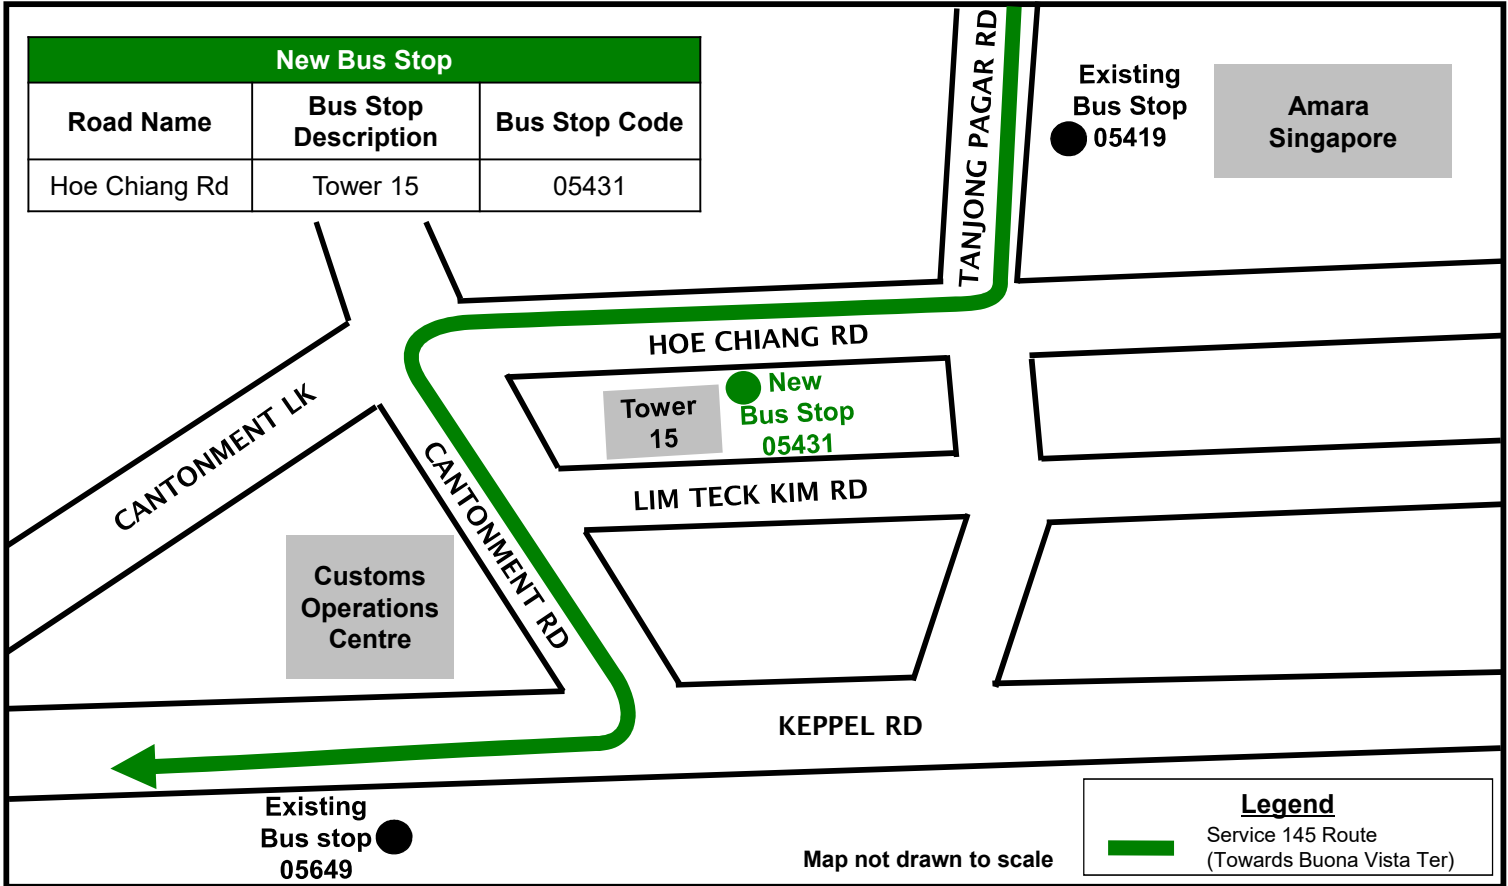 New Bus Stop
Road Name
Bus Stop
Description
Bus Stop Code
Hoe Chiang Rd
Tower 15
05431
TANJONG PAGAR RD
Existing
Bus Stop
05419
Amara
Singapore
HOE CHIANG RD
Tower
15
New
Bus Stop
05431
CANTONMENT LK
CANTONMENT RD
LIM TECK KIM RD
Customs
Operations
Centre
KEPPEL RD
Existing
Bus stop
05649
Map not drawn to scale
Legend
Service 145 Route
(Towards Buona Vista Ter)